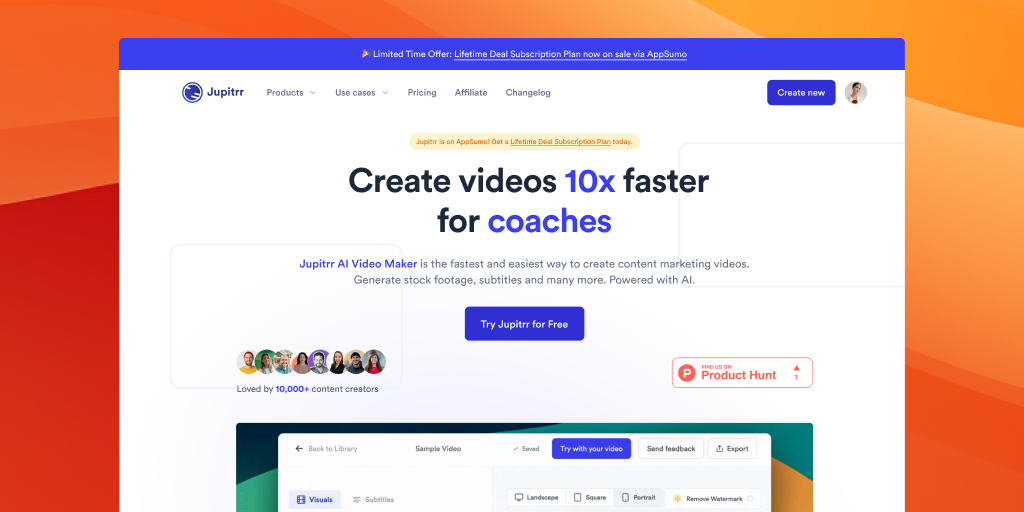 🎉 Limited Time Offer: Lifetime Deal Subscription Plan now on sale via AppSumo
Jupitrr Products Use cases Pricing Affiliate Changelog Create new
Jupitrr is on AppSumo! Get a Lifetime Deal Subscription Plan today.
Create videos 10x faster
for coaches
Jupitrr AI Video Maker is the fastest and easiest way to create content marketing videos.
Generate stock footage, subtitles and many more. Powered with AI.
Try Jupitrr for Free
Loved by 10,000+ content creators
P FIND US ON
Product Hunt 1
Back to Library Sample Video Saved Try with your video Send feedback Export
Visuals Subtitles Landscape Square Portrait Remove Watermark